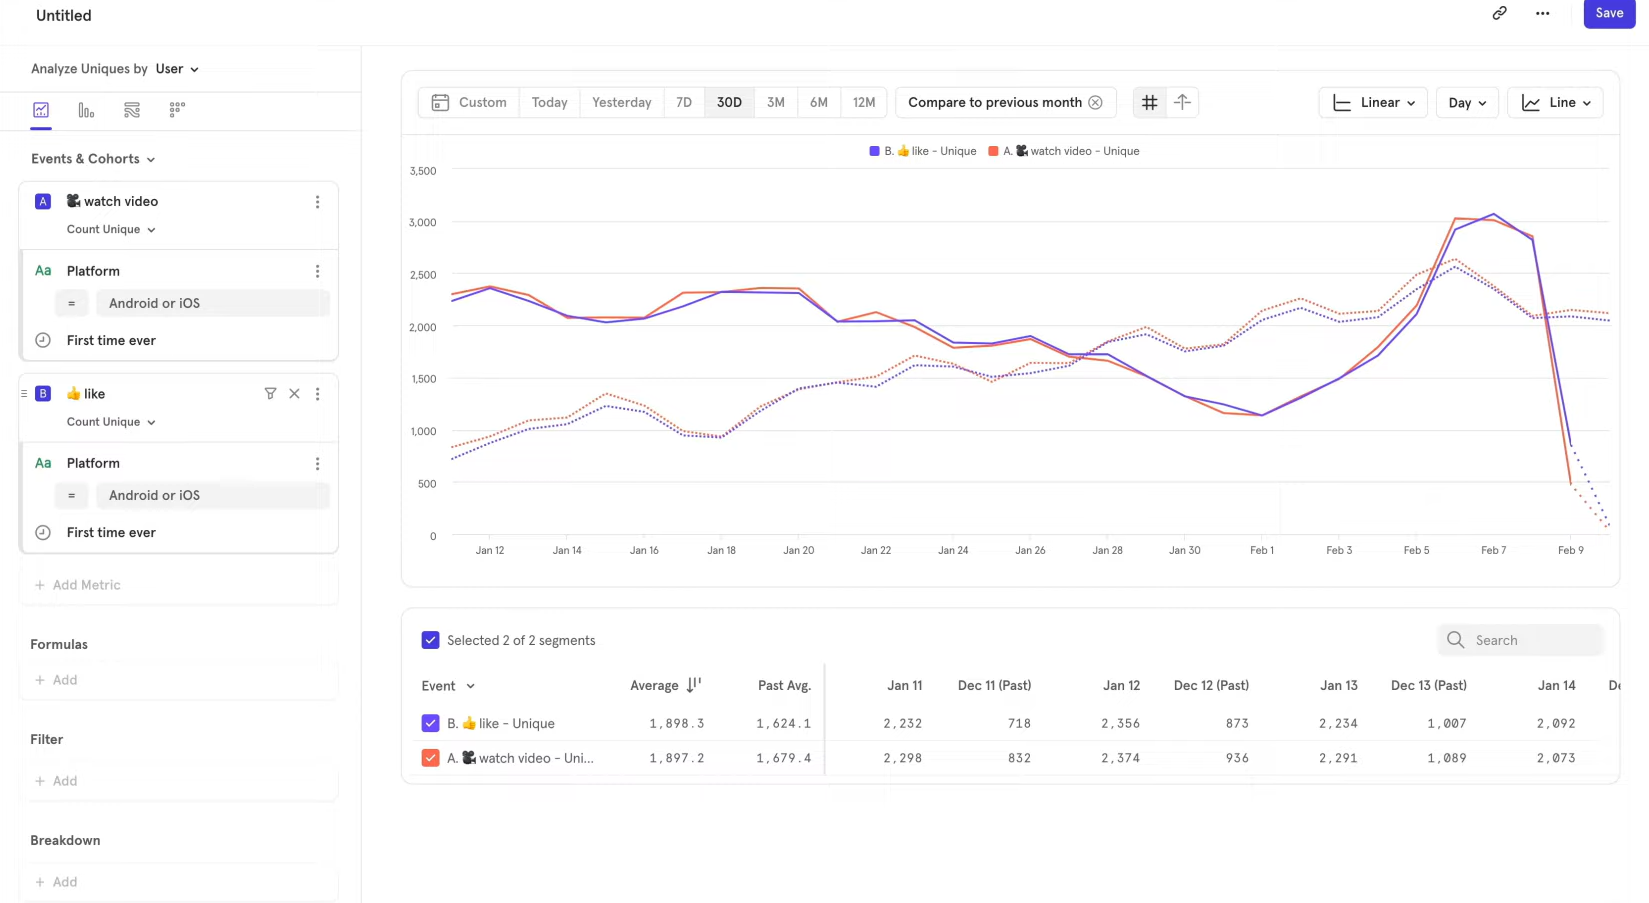 Untitled
Save
Analyze Uniques by User
Custom Today Yesterday 7D 30D 3M 6M 12M Compare to previous month Linear Day Line
Events & Cohorts
A watch video
Count Unique
Aa Platform
= Android or iOS
First time ever
B 👍 like
Count Unique
Aa Platform
= Android or iOS
First time ever
+ Add Metric
Formulas
+ Add
Filter
+ Add
Breakdown
+ Add
B. 👍 like - Unique A. 🎥 watch video - Unique
3,500
3,000
2,500
2,000
1,500
1,000
500
0
Jan 12 Jan 14 Jan 16 Jan 18 Jan 20 Jan 22 Jan 24 Jan 26 Jan 28 Jan 30 Feb 1 Feb 3 Feb 5 Feb 7 Feb 9
Selected 2 of 2 segments
Search
Event Average Past Avg. Jan 11 Dec 11 (Past) Jan 12 Dec 12 (Past) Jan 13 Dec 13 (Past) Jan 14
B. 👍 like - Unique 1,898.3 1,624.1 2,232 718 2,356 873 2,234 1,007 2,092
A. 🎥 watch video - Uni... 1,897.2 1,679.4 2,298 832 2,374 936 2,291 1,089 2,073